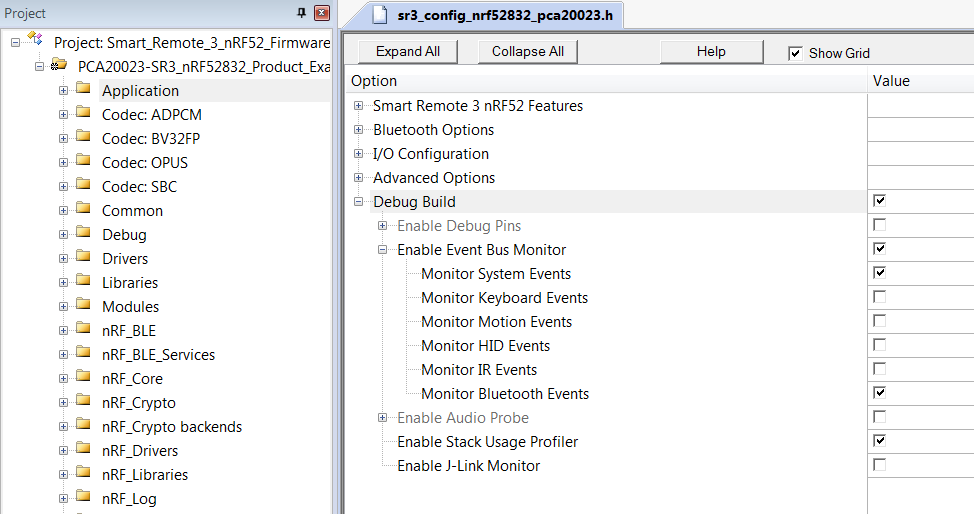 Project
Project: Smart_Remote_3_nRF52_Firmware
PCA20023-SR3_nRF52832_Product_Exa
Application
Codec: ADPCM
Codec: BV32FP
Codec: OPUS
Codec: SBC
Common
Debug
Drivers
Libraries
Modules
nRF_BLE
nRF_BLE_Services
nRF_Core
nRF_Crypto
nRF_Crypto backends
nRF_Drivers
nRF_Libraries
nRF_Log
sr3_config_nrf52832_pca20023.h
Expand All Collapse All Help Show Grid
Option Value
Smart Remote 3 nRF52 Features
Bluetooth Options
I/O Configuration
Advanced Options
Debug Build
Enable Debug Pins
Enable Event Bus Monitor
Monitor System Events
Monitor Keyboard Events
Monitor Motion Events
Monitor HID Events
Monitor IR Events
Monitor Bluetooth Events
Enable Audio Probe
Enable Stack Usage Profiler
Enable J-Link Monitor